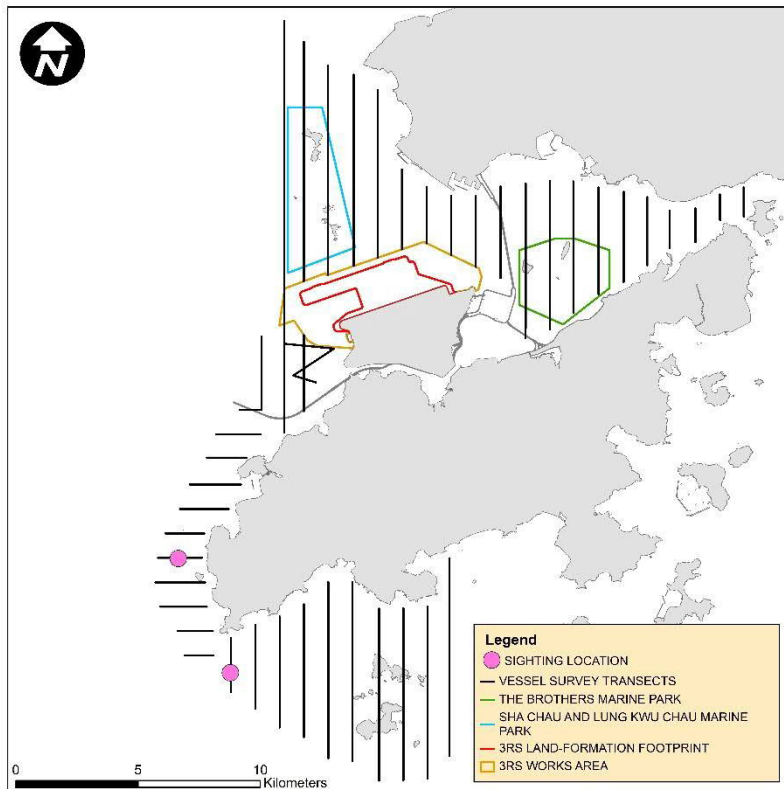 N
Legend
SIGHTING LOCATION
VESSEL SURVEY TRANSECTS
THE BROTHERS MARINE PARK
SHA CHAU AND LUNG KWU CHAU MARINE
PARK
3RS LAND-FORMATION FOOTPRINT
3RS WORKS AREA
0 5 10
Kilometers